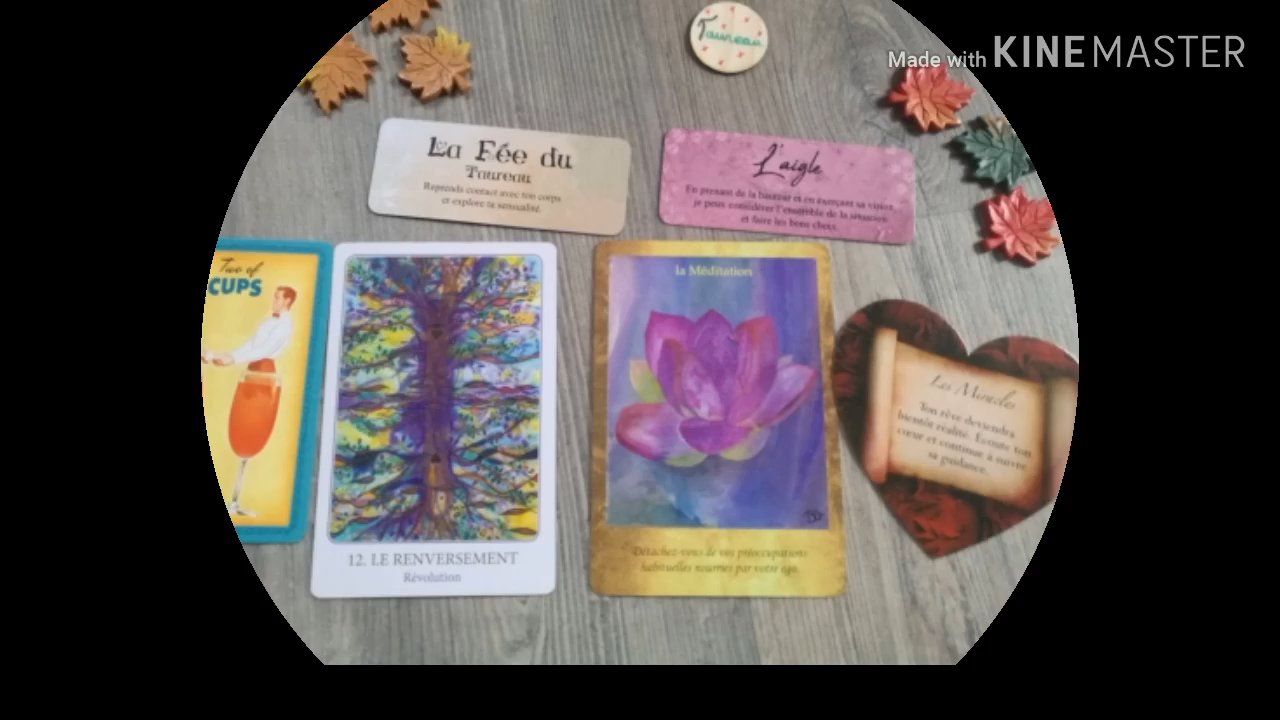 Taureau
Made with KINEMASTER
La Fée du
Taureau
Reprends contact avec ton corps
et explore ta sensualité.
L'aigle
En prenant de la hauteur et en exerçant sa vision,
je peux considérer l'ensemble de la situation
et faire les bons choix.
Two of
CUPS
12. LE RENVERSEMENT
Révolution
la Méditation
Détachez-vous de vos préoccupations
habituelles nourries par votre ego.
Les Miracles
Ton rêve deviendra
bientôt réalité. Écoute ton
cœur et continue à suivre
sa guidance.